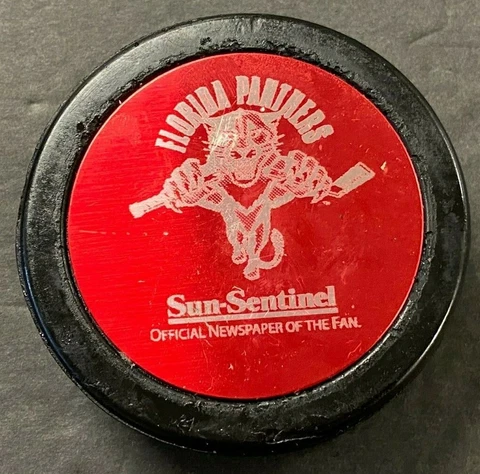 FLORIDA PANTHERS
Sun-Sentinel
OFFICIAL NEWSPAPER OF THE FAN.